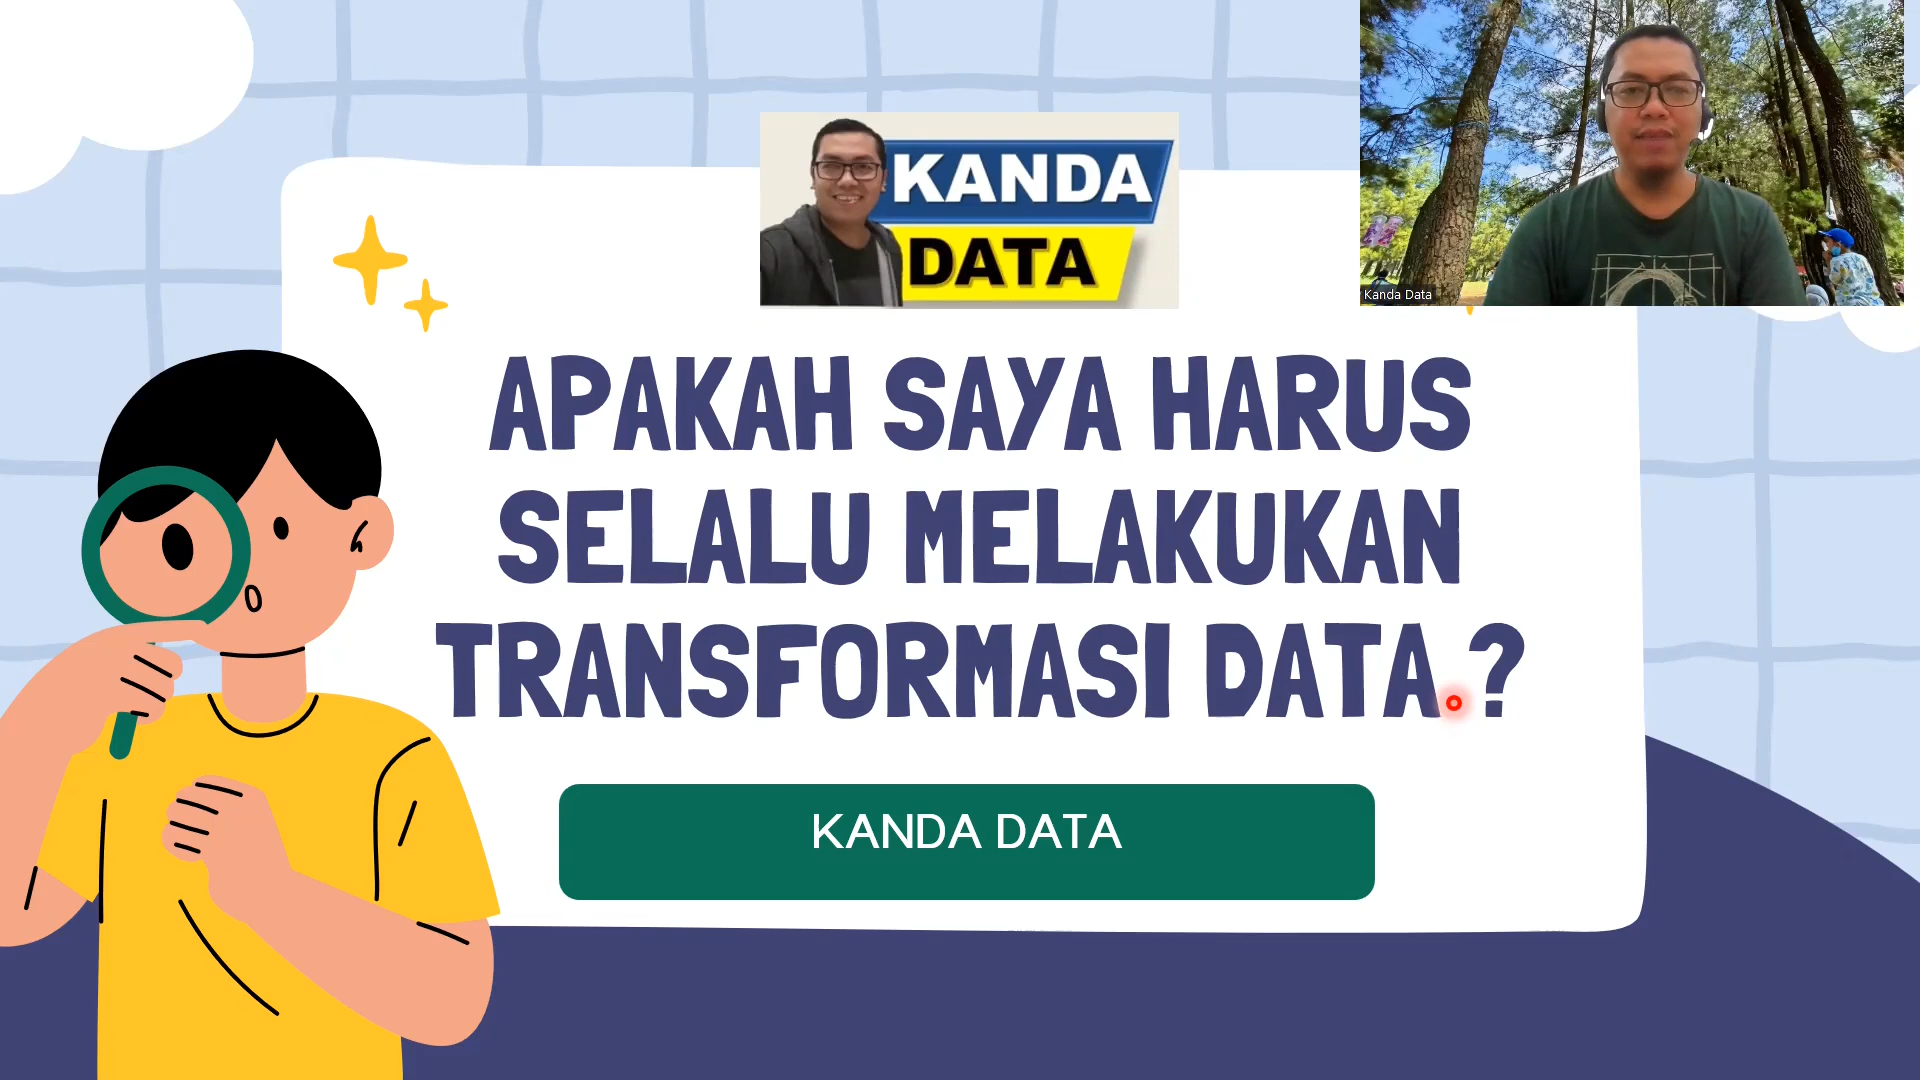 KANDA
DATA
Kanda Data
APAKAH SAYA HARUS
SELALU MELAKUKAN
TRANSFORMASI DATA ?
KANDA DATA